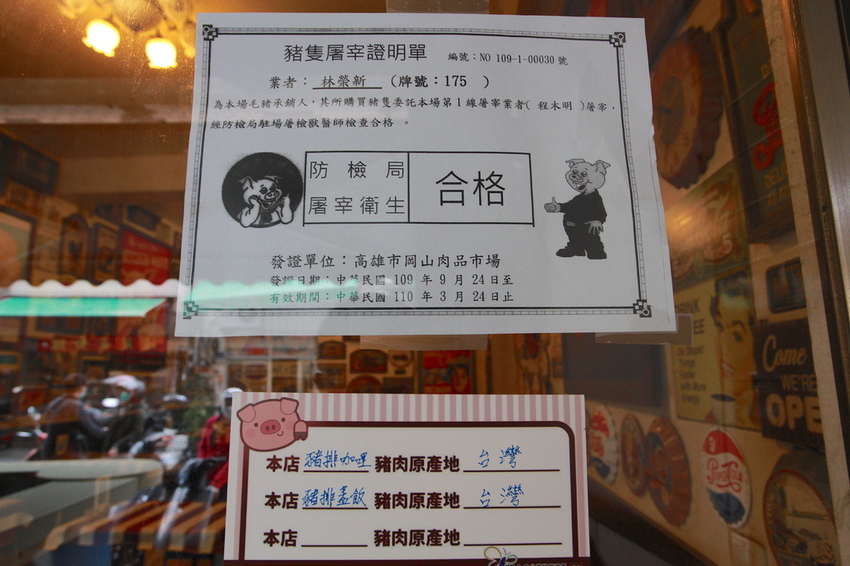 豬隻屠宰證明單 編號：NO 109-1-00030 號
業者： 林榮新 (牌號：175 )
為本場毛豬承銷人，其所購買豬隻委託本場第1線屠宰業者( 程木明 )屠宰，
經防檢局駐場屠檢獸醫師檢查合格 。
防檢局
屠宰衛生
合格
發證單位：高雄市岡山肉品市場
發證日期：中華民國 109 年 9 月 24 日至
有效期間：中華民國 110 年 3 月 24 日止
本店 豬排咖哩 豬肉原產地 台灣
本店 豬排蓋飯 豬肉原產地 台灣
本店 豬肉原產地
DRINK
Come
WE'RE
OPE